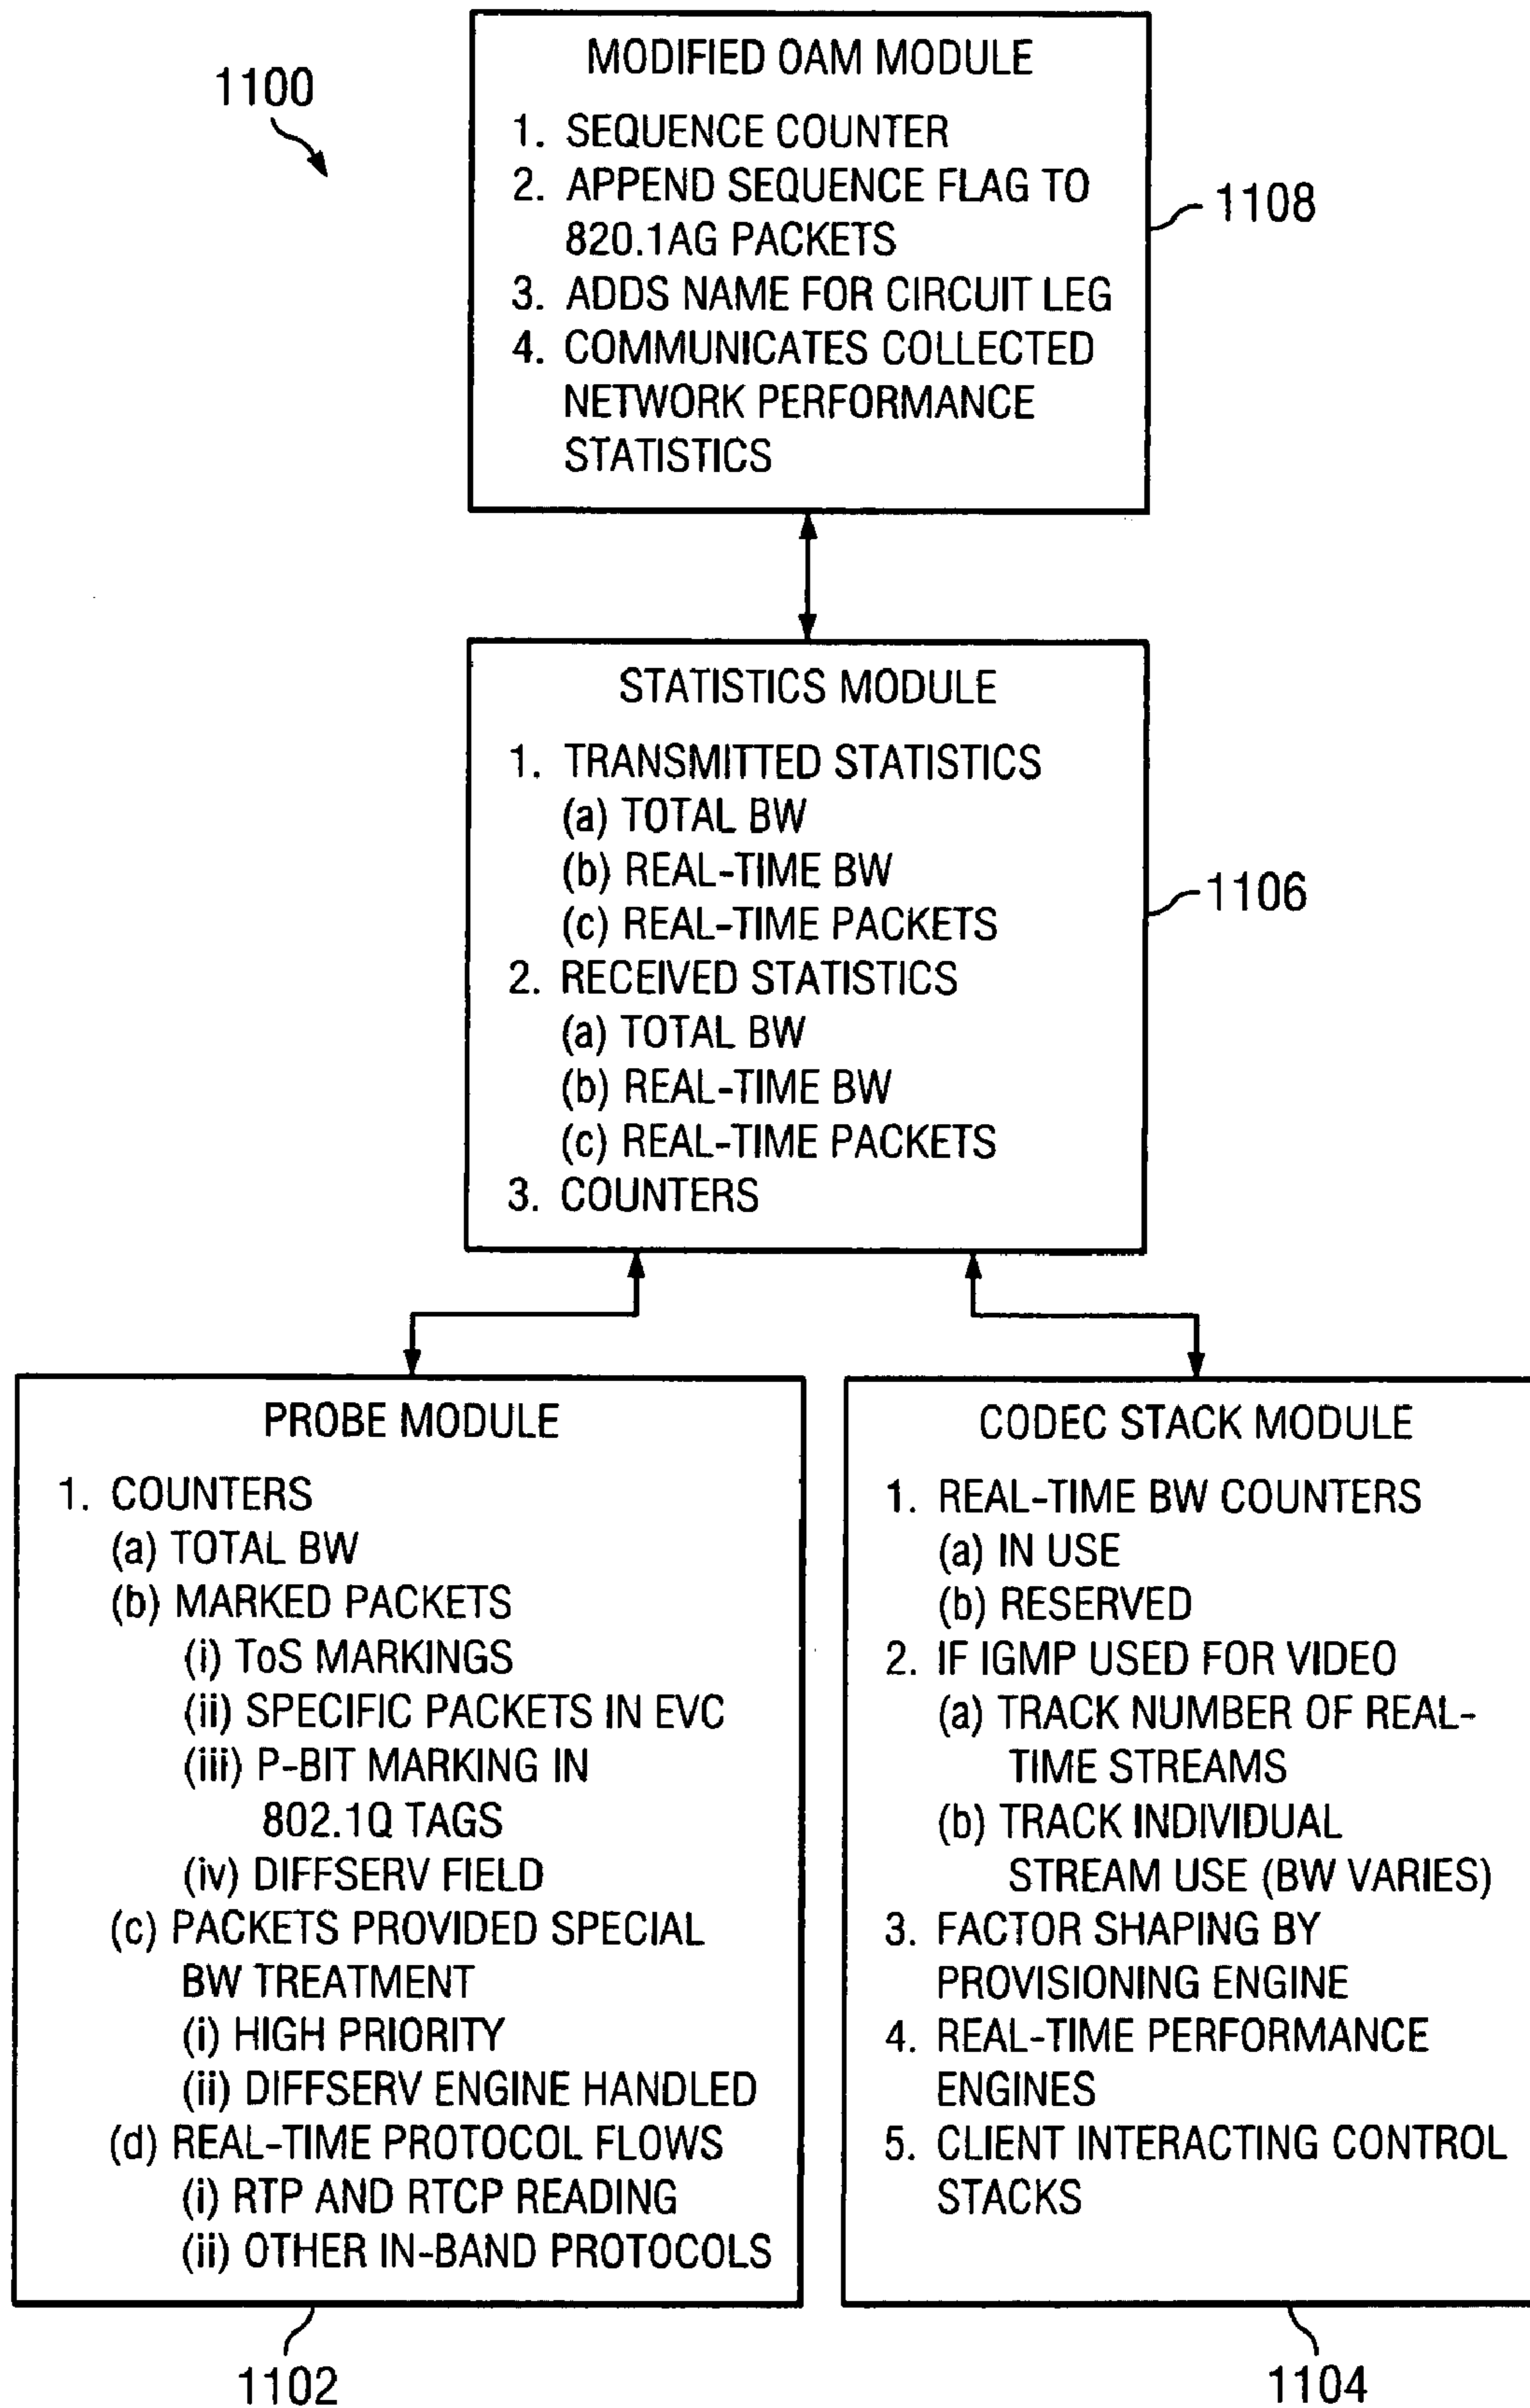 1100
MODIFIED OAM MODULE
1. SEQUENCE COUNTER
2. APPEND SEQUENCE FLAG TO
820.1AG PACKETS
3. ADDS NAME FOR CIRCUIT LEG
4. COMMUNICATES COLLECTED
NETWORK PERFORMANCE
STATISTICS
1108
STATISTICS MODULE
1. TRANSMITTED STATISTICS
(a) TOTAL BW
(b) REAL-TIME BW
(c) REAL-TIME PACKETS
2. RECEIVED STATISTICS
(a) TOTAL BW
(b) REAL-TIME BW
(c) REAL-TIME PACKETS
3. COUNTERS
1106
PROBE MODULE
1. COUNTERS
(a) TOTAL BW
(b) MARKED PACKETS
(i) ToS MARKINGS
(ii) SPECIFIC PACKETS IN EVC
(iii) P-BIT MARKING IN
802.1Q TAGS
(iv) DIFFSERV FIELD
(c) PACKETS PROVIDED SPECIAL
BW TREATMENT
(i) HIGH PRIORITY
(ii) DIFFSERV ENGINE HANDLED
(d) REAL-TIME PROTOCOL FLOWS
(i) RTP AND RTCP READING
(ii) OTHER IN-BAND PROTOCOLS
1102
CODEC STACK MODULE
1. REAL-TIME BW COUNTERS
(a) IN USE
(b) RESERVED
2. IF IGMP USED FOR VIDEO
(a) TRACK NUMBER OF REAL-
TIME STREAMS
(b) TRACK INDIVIDUAL
STREAM USE (BW VARIES)
3. FACTOR SHAPING BY
PROVISIONING ENGINE
4. REAL-TIME PERFORMANCE
ENGINES
5. CLIENT INTERACTING CONTROL
STACKS
1104